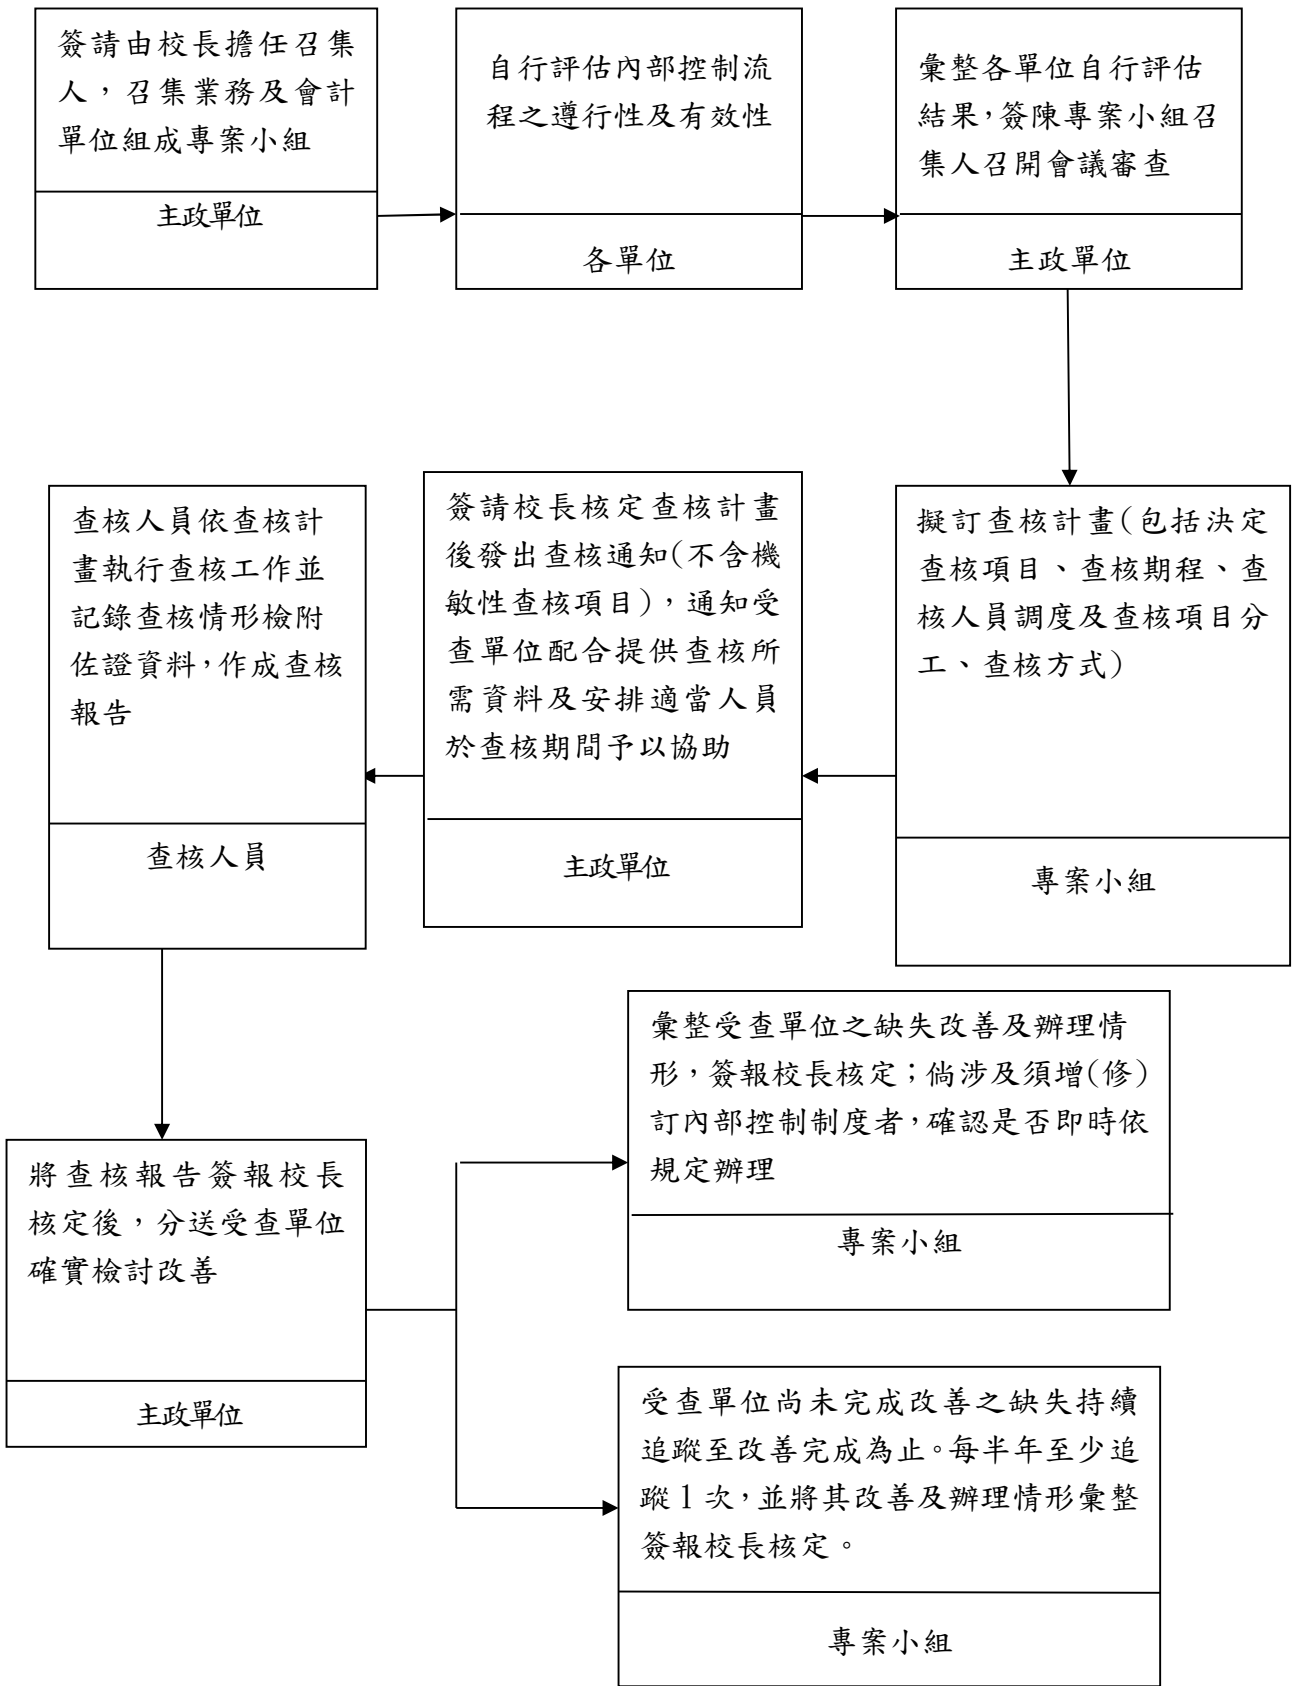 簽請由校長擔任召集
人，召集業務及會計
單位組成專案小組
主政單位
自行評估內部控制流
程之遵行性及有效性
各單位
彙整各單位自行評估
結果，簽陳專案小組召
集人召開會議審查
主政單位
擬訂查核計畫(包括決定
查核項目、查核期程、查
核人員調度及查核項目分
工、查核方式)
專案小組
簽請校長核定查核計畫
後發出查核通知(不含機
敏性查核項目)，通知受
查單位配合提供查核所
需資料及安排適當人員
於查核期間予以協助
主政單位
查核人員依查核計
畫執行查核工作並
記錄查核情形檢附
佐證資料，作成查核
報告
查核人員
將查核報告簽報校長
核定後，分送受查單位
確實檢討改善
主政單位
彙整受查單位之缺失改善及辦理情
形，簽報校長核定；倘涉及須增(修)
訂內部控制制度者，確認是否即時依
規定辦理
專案小組
受查單位尚未完成改善之缺失持續
追蹤至改善完成為止。每半年至少追
蹤1次，並將其改善及辦理情形彙整
簽報校長核定。
專案小組